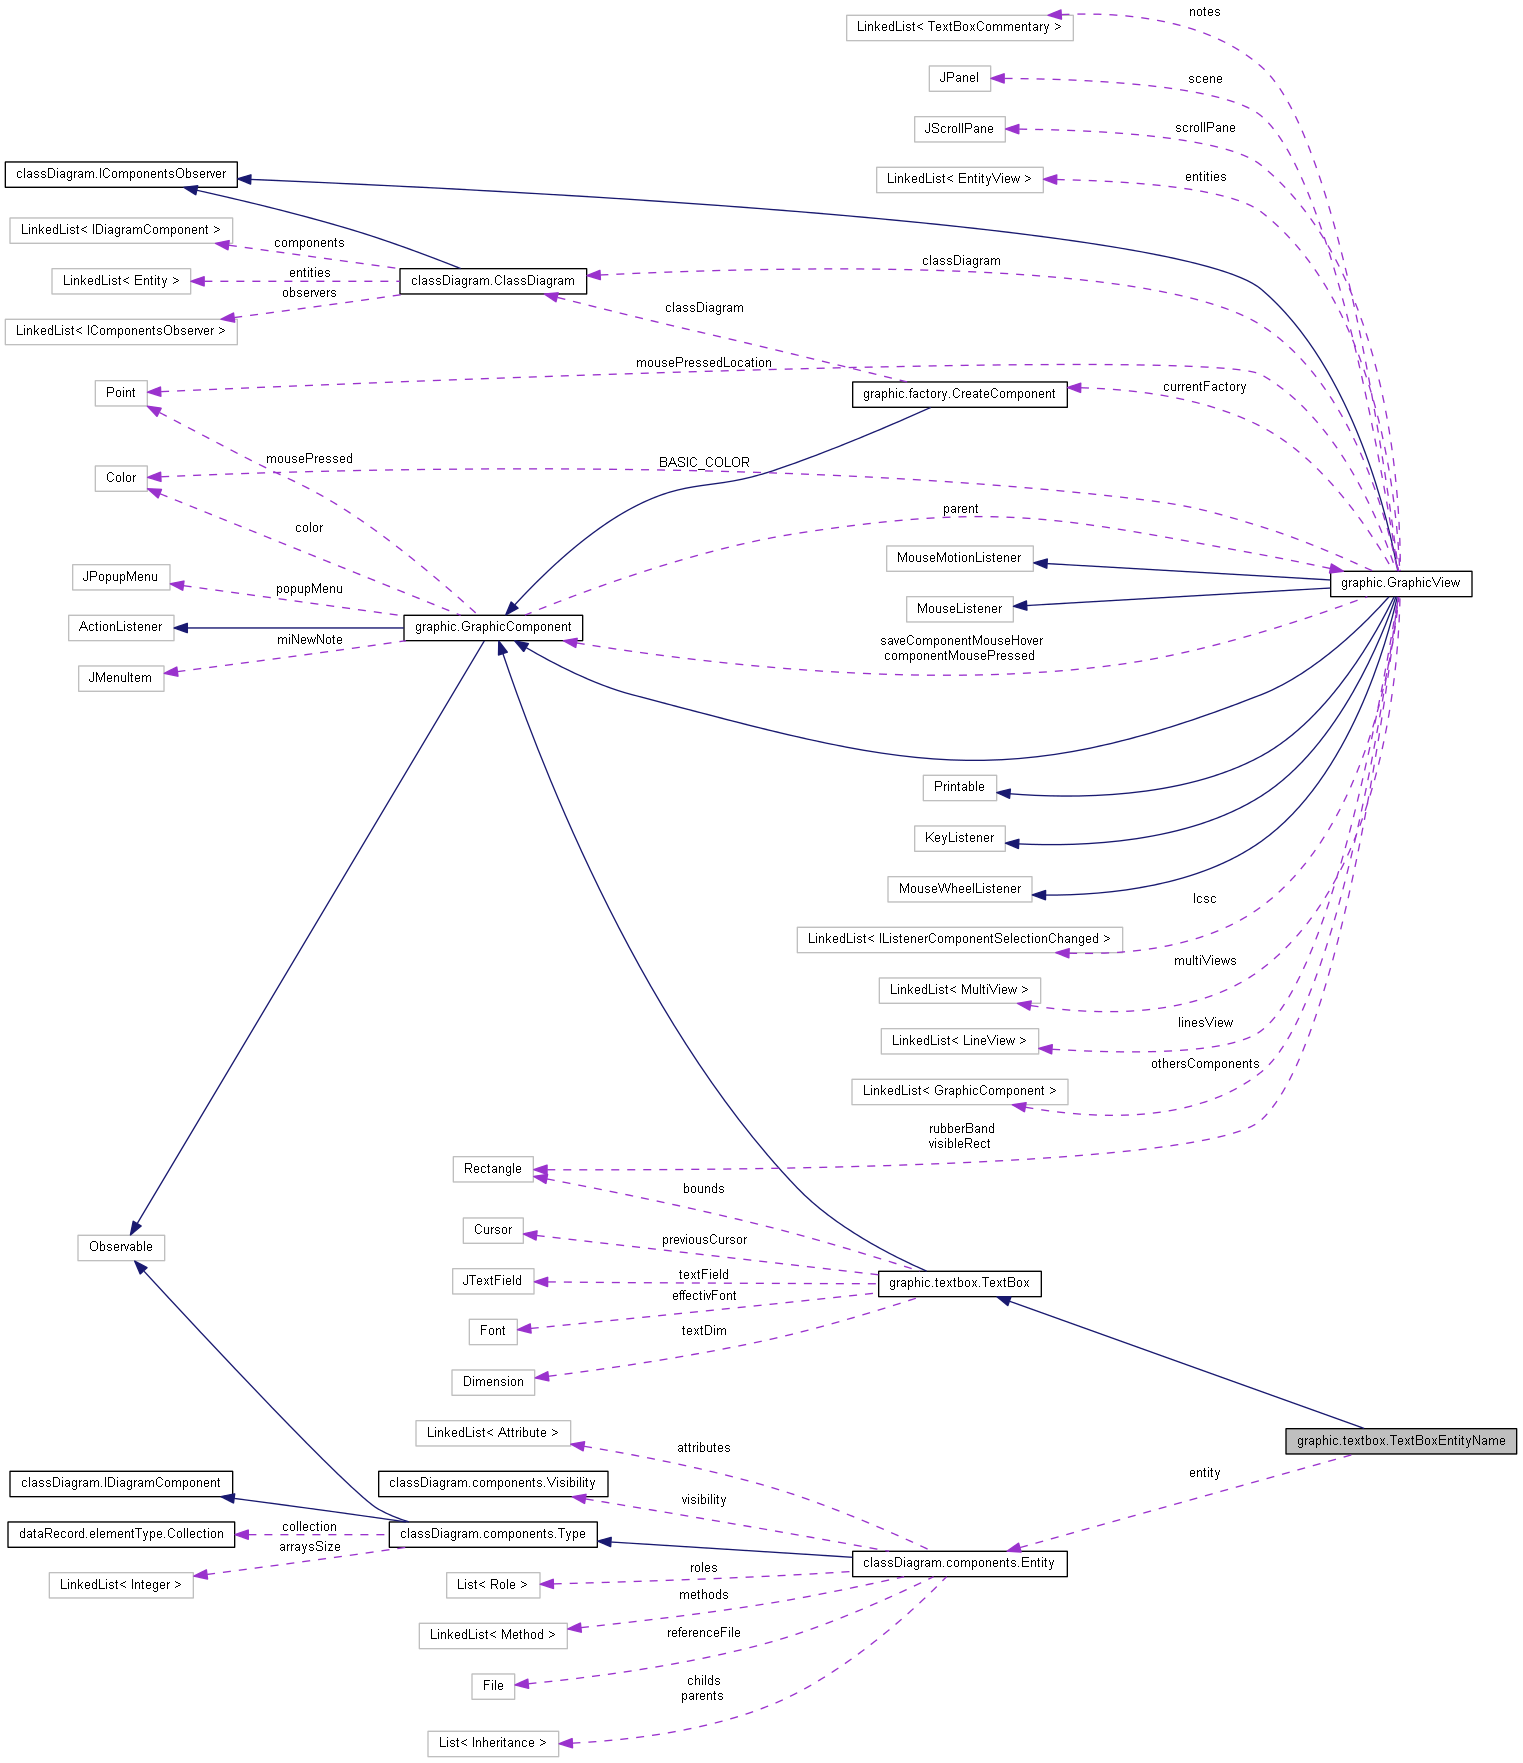 notes
LinkedList< TextBoxCommentary >
scene
JPanel
scrollPane
JScrollPane
classDiagram.IComponentsObserver
entities
LinkedList< EntityView >
LinkedList< IDiagramComponent >
components
classDiagram
entities
LinkedList< Entity >
classDiagram.ClassDiagram
observers
classDiagram
LinkedList< IComponentsObserver >
mousePressedLocation
Point
currentFactory
graphic.factory.CreateComponent
mousePressed
BASIC_COLOR
Color
parent
color
MouseMotionListener
JPopupMenu
graphic.GraphicView
popupMenu
MouseListener
ActionListener
graphic.GraphicComponent
miNewNote
saveComponentMouseHover
componentMousePressed
JMenuItem
Printable
KeyListener
MouseWheelListener
lcsc
LinkedList< IListenerComponentSelectionChanged >
multiViews
LinkedList< MultiView >
linesView
LinkedList< LineView >
othersComponents
LinkedList< GraphicComponent >
rubberBand
visibleRect
Rectangle
bounds
Cursor
previousCursor
Observable
JTextField
textField
graphic.textbox.TextBox
effectivFont
Font
textDim
Dimension
LinkedList< Attribute >
attributes
graphic.textbox.TextBoxEntityName
entity
classDiagram.IDiagramComponent
classDiagram.components.Visibility
visibility
dataRecord.elementType.Collection
collection
classDiagram.components.Type
arraysSize
classDiagram.components.Entity
roles
LinkedList< Integer >
List< Role >
methods
LinkedList< Method >
referenceFile
File
childs
parents
List< Inheritance >